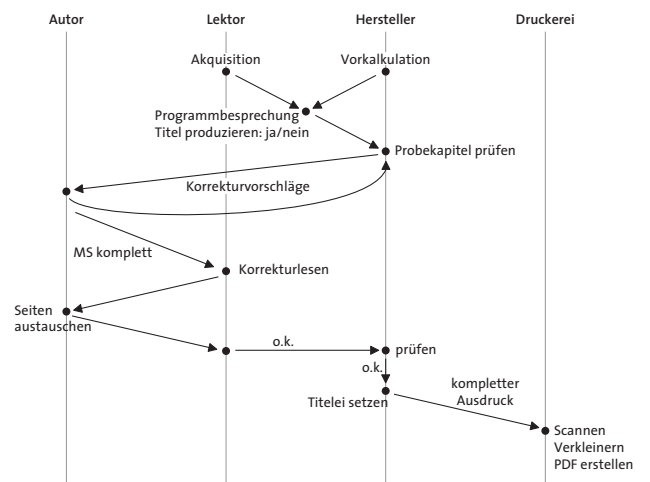 Autor
Lektor
Hersteller
Druckerei
Akquisition
Vorkalkulation
Programmbesprechung
Titel produzieren: ja/nein
Probekapitel prüfen
Korrekturvorschläge
MS komplett
Korrekturlesen
Seiten
austauschen
o.k.
prüfen
o.k.
Titelei setzen
kompletter
Ausdruck
Scannen
Verkleinern
PDF erstellen